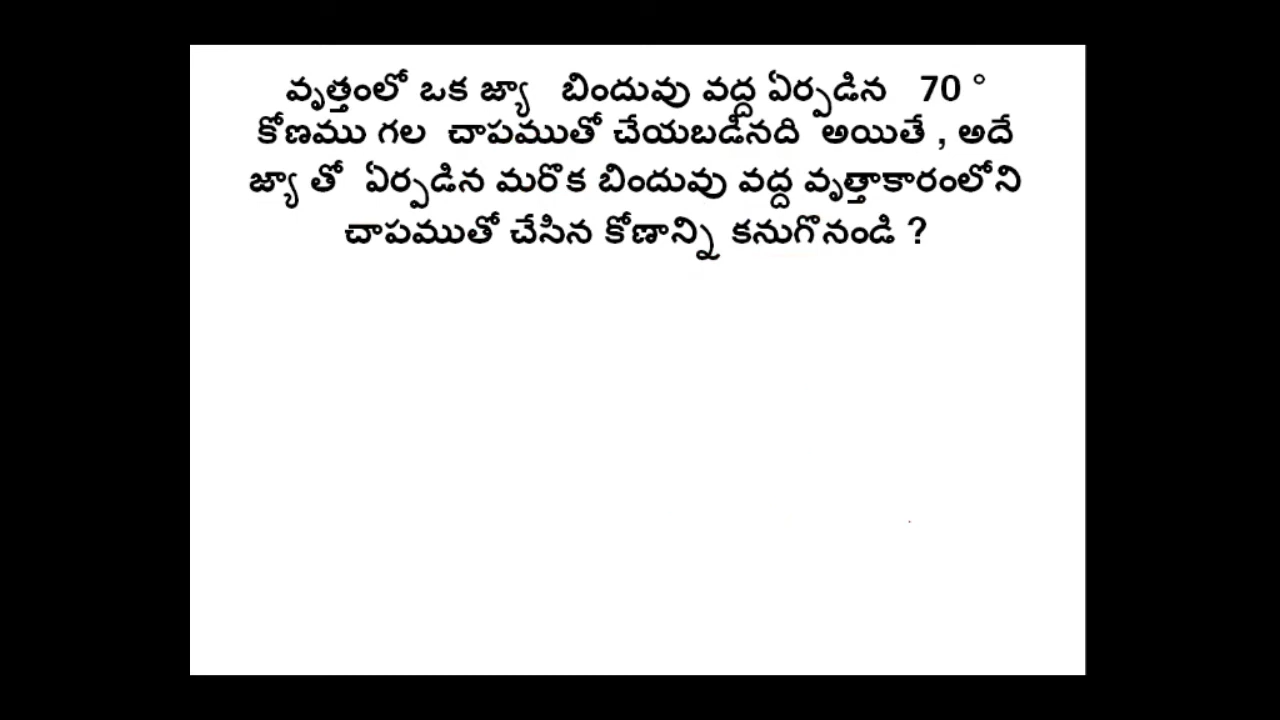 వృత్తంలో ఒక జ్యా బిందువు వద్ద ఏర్పడిన 70 °
కోణము గల చాపముతో చేయబడినది అయితే , అదే
జ్యా తో ఏర్పడిన మరొక బిందువు వద్ద వృత్తాకారంలోని
చాపముతో చేసిన కోణాన్ని కనుగొనండి ?